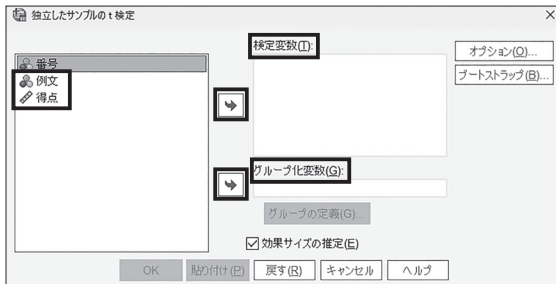 独立したサンプルの t 検定
番号
例文
得点
検定変数(T):
オプション(O)...
ブートストラップ(B)...
グループ化変数(G):
グループの定義(G)...
効果サイズの推定(E)
OK 貼り付け(P) 戻す(R) キャンセル ヘルプ